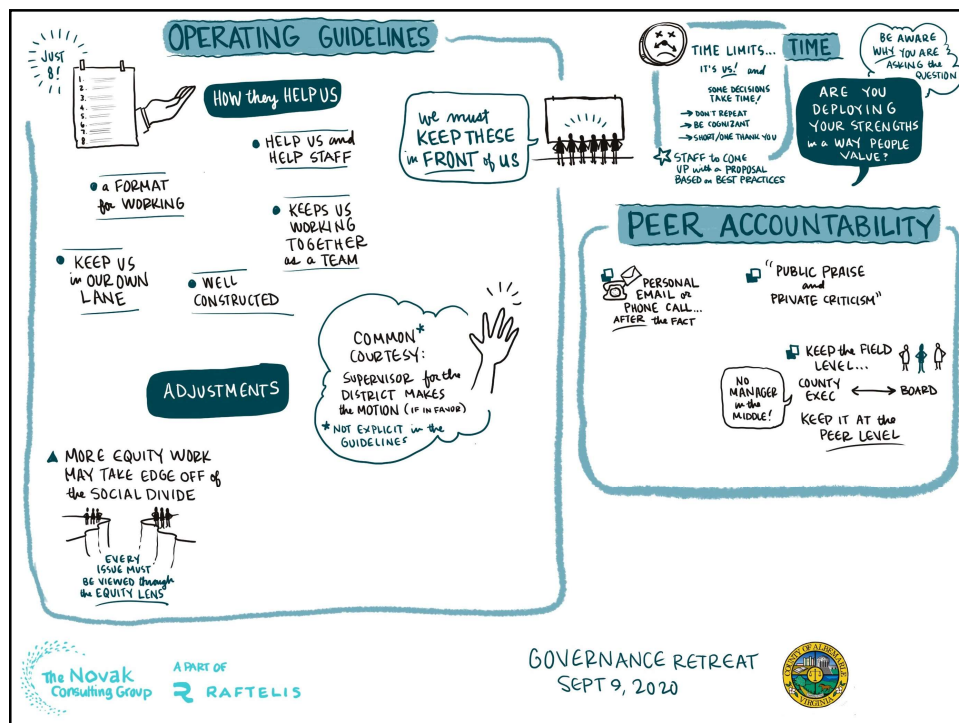 OPERATING GUIDELINES
JUST
8!
1.
2.
3.
4.
5.
6.
7.
8.
HOW they HELP US
• HELP US and
HELP STAFF
• a FORMAT
for WORKING
• KEEPS US
WORKING
TOGETHER
as a TEAM
• KEEP US
in OUR OWN
LANE
• WELL
CONSTRUCTED
we must
KEEP THESE
in FRONT of US
COMMON*
COURTESY:
SUPERVISOR for the
DISTRICT MAKES
the MOTION (IF IN FAVOR)
*NOT EXPLICIT in the
GUIDELINES
ADJUSTMENTS
MORE EQUITY WORK
MAY TAKE EDGE OFF of
the SOCIAL DIVIDE
EVERY
ISSUE MUST
BE VIEWED through
the EQUITY LENS
TIME
TIME LIMITS...
IT'S US! and
SOME DECISIONS
TAKE TIME!
→ DON'T REPEAT
→ BE COGNIZANT
→ SHORT/ONE THANK YOU
STAFF to COME
UP with a PROPOSAL
BASED on BEST PRACTICES
BE AWARE
WHY YOU ARE
ASKING the
QUESTION
ARE YOU
DEPLOYING
YOUR STRENGTHS
in a WAY PEOPLE
VALUE?
PEER ACCOUNTABILITY
PERSONAL
EMAIL or
PHONE CALL...
AFTER the FACT
"PUBLIC PRAISE
and
PRIVATE CRITICISM"
KEEP the FIELD
LEVEL...
COUNTY
EXEC ↔ BOARD
NO
MANAGER
in the
MIDDLE!
KEEP IT AT the
PEER LEVEL
The Novak
Consulting Group
A PART OF
RAFTELIS
GOVERNANCE RETREAT
SEPT 9, 2020
COUNTY OF ALBEMARLE
VIRGINIA